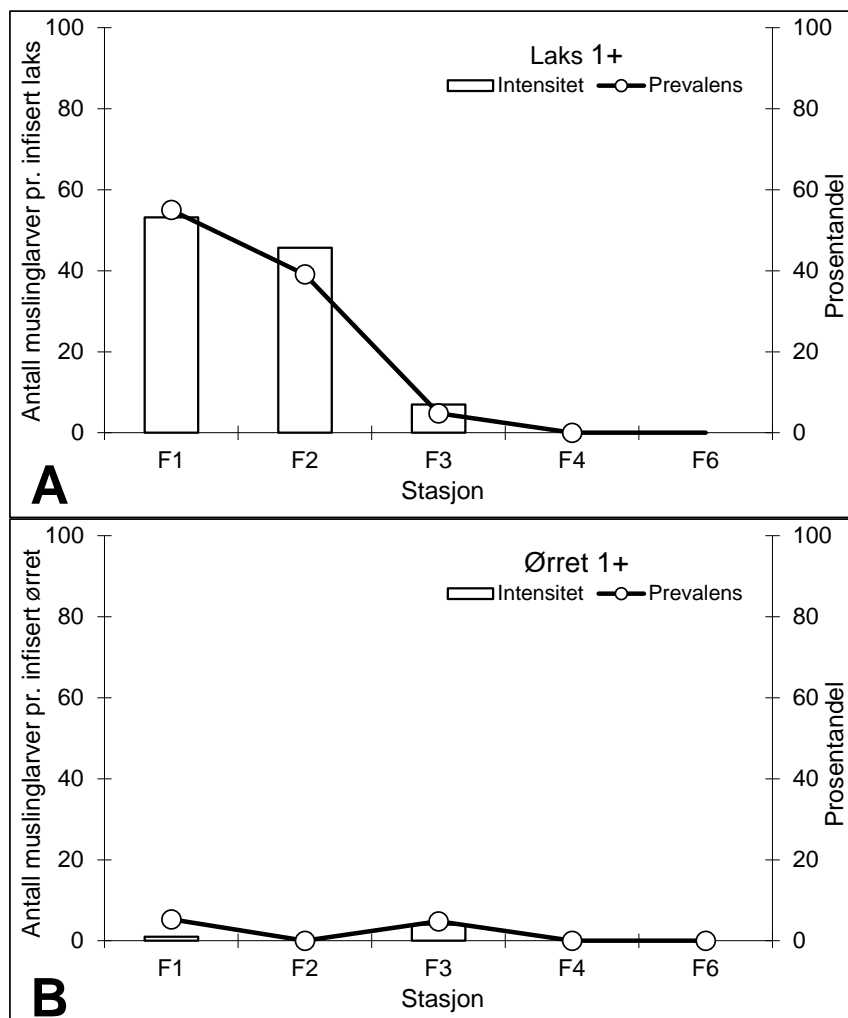 Laks 1+
Intensitet Prevalens
Antall muslinglarver pr. infisert laks
100 80 60 40 20 0
Prosentandel
100 80 60 40 20 0
F1 F2 F3 F4 F6
Stasjon
A
Ørret 1+
Intensitet Prevalens
Antall muslinglarver pr. infisert ørret
100 80 60 40 20 0
Prosentandel
100 80 60 40 20 0
F1 F2 F3 F4 F6
Stasjon
B